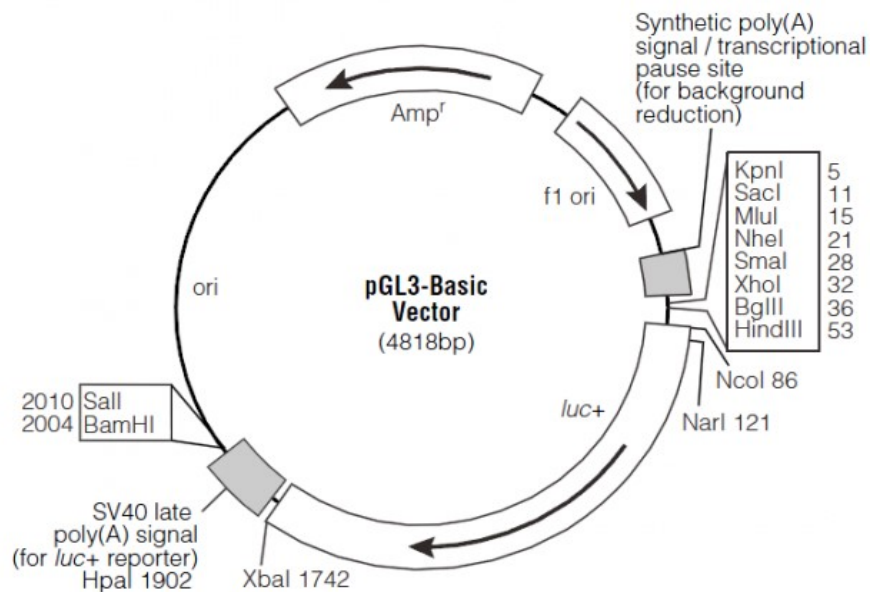 Synthetic poly(A)
signal / transcriptional
pause site
(for background
reduction)
Ampʳ
f1 ori
KpnI 5
SacI 11
MluI 15
NheI 21
SmaI 28
XhoI 32
BglII 36
HindIII 53
ori
pGL3-Basic
Vector
(4818bp)
NcoI 86
NarI 121
luc+
2010 SalI
2004 BamHI
SV40 late
poly(A) signal
(for luc+ reporter)
HpaI 1902
XbaI 1742